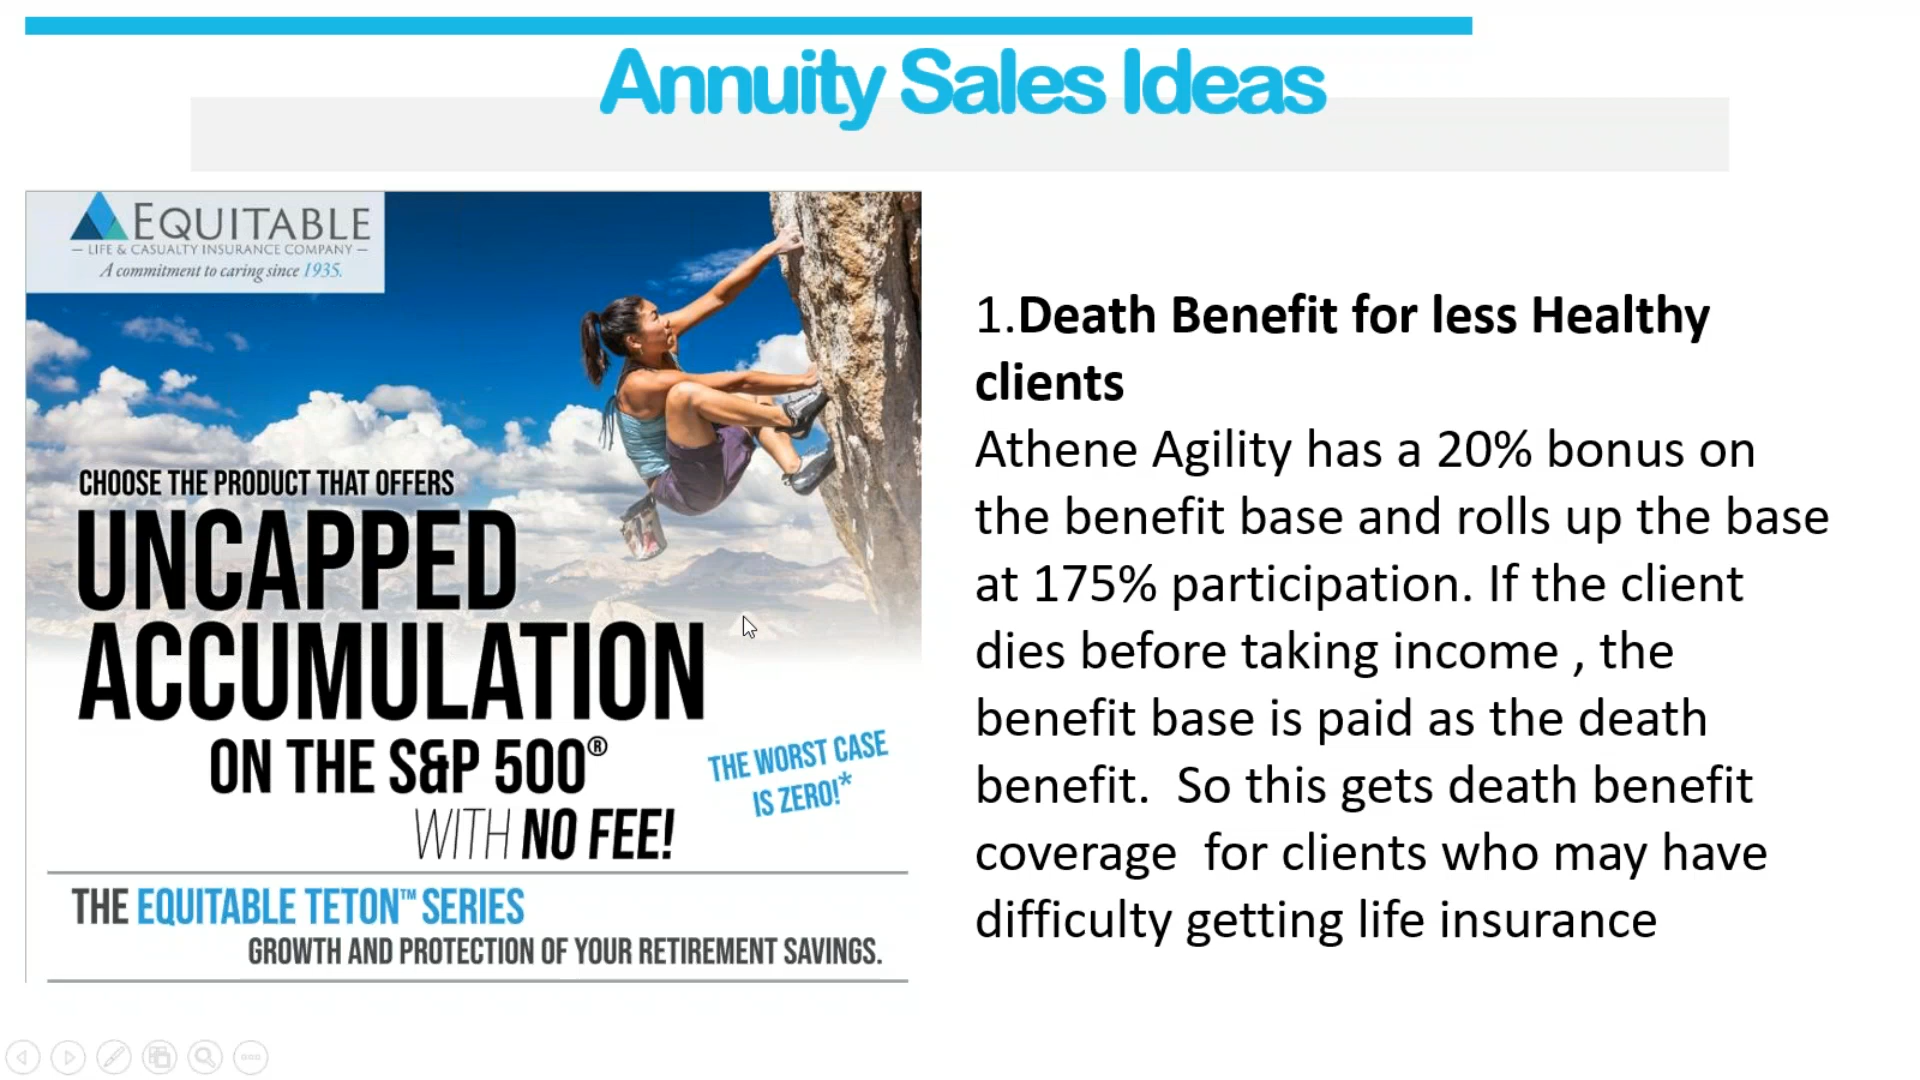 Annuity Sales Ideas
EQUITABLE
— LIFE & CASUALTY INSURANCE COMPANY —
A commitment to caring since 1935.
CHOOSE THE PRODUCT THAT OFFERS
UNCAPPED
ACCUMULATION
ON THE S&P 500®
WITH NO FEE!
THE WORST CASE
IS ZERO!*
THE EQUITABLE TETON™ SERIES
GROWTH AND PROTECTION OF YOUR RETIREMENT SAVINGS.
1.Death Benefit for less Healthy
clients
Athene Agility has a 20% bonus on
the benefit base and rolls up the base
at 175% participation. If the client
dies before taking income , the
benefit base is paid as the death
benefit.  So this gets death benefit
coverage  for clients who may have
difficulty getting life insurance